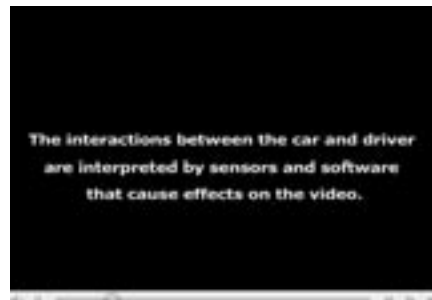 The interactions between the car and driver
are interpreted by sensors and software
that cause effects on the video.